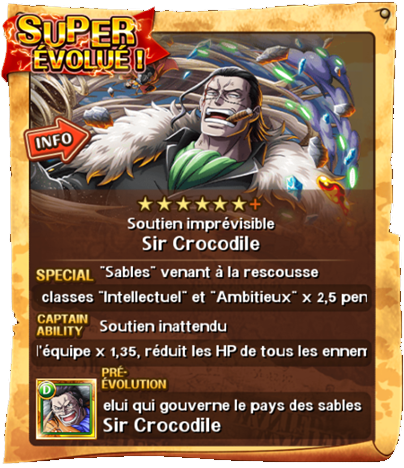 SUPER
ÉVOLUÉ !
INFO
★★★★★★+
Soutien imprévisible
Sir Crocodile
SPECIAL "Sables" venant à la rescousse
classes "Intellectuel" et "Ambitieux" x 2,5 pen
CAPTAIN ABILITY Soutien inattendu
l'équipe x 1,35, réduit les HP de tous les ennem
PRÉ-
ÉVOLUTION
D
elui qui gouverne le pays des sables
Sir Crocodile